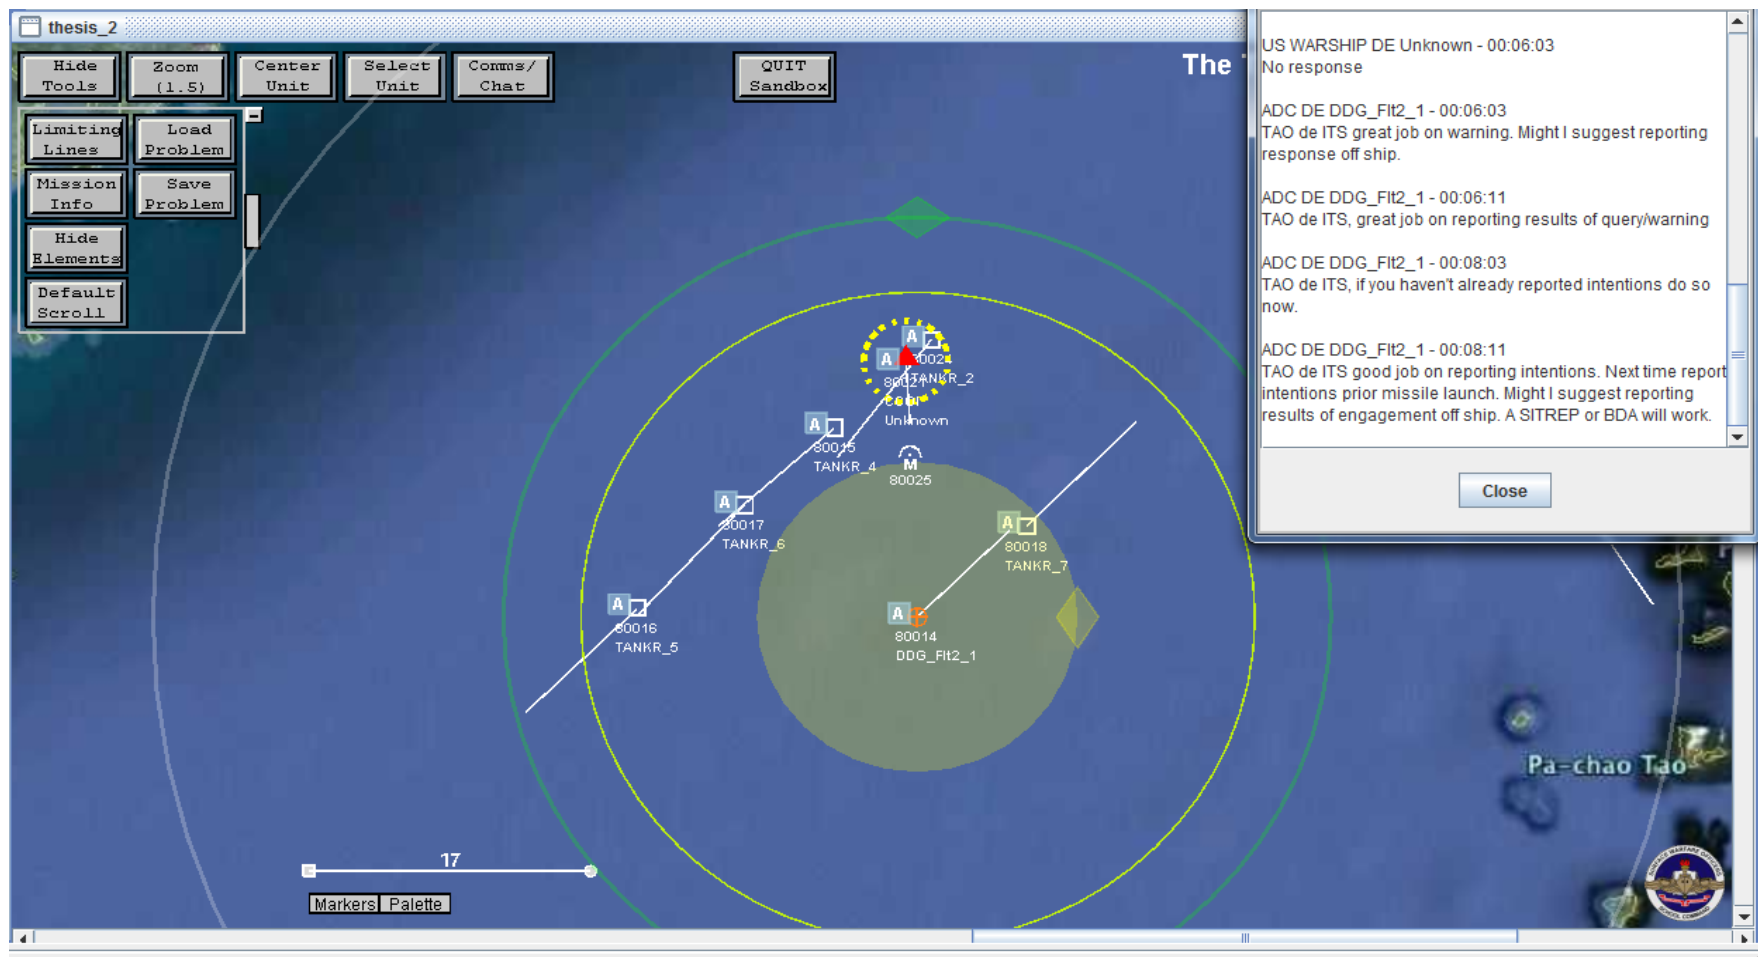 thesis_2
Hide
Tools
Zoom
(1.5)
Center
Unit
Select
Unit
Comms/
Chat
QUIT
Sandbox
The
Limiting
Lines
Load
Problem
Mission
Info
Save
Problem
Hide
Elements
Default
Scroll
US WARSHIP DE Unknown - 00:06:03
No response
ADC DE DDG_Flt2_1 - 00:06:03
TAO de ITS great job on warning. Might I suggest reporting
response off ship.
ADC DE DDG_Flt2_1 - 00:06:11
TAO de ITS, great job on reporting results of query/warning
ADC DE DDG_Flt2_1 - 00:08:03
TAO de ITS, if you haven't already reported intentions do so
now.
ADC DE DDG_Flt2_1 - 00:08:11
TAO de ITS good job on reporting intentions. Next time report
intentions prior missile launch. Might I suggest reporting
results of engagement off ship. A SITREP or BDA will work.
Close
A
A
TANKR_2
Unknown
A
80015
TANKR_4
M
80025
A
80017
TANKR_6
A
80018
TANKR_7
A
80016
TANKR_5
A
80014
DDG_Flt2_1
Pa-chao Tao
17
Markers Palette